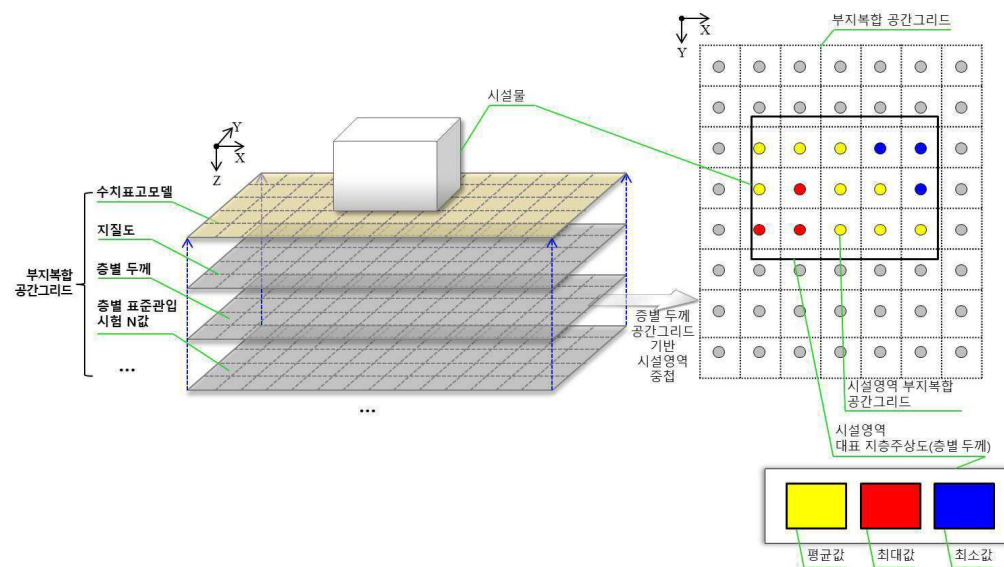 부지복합 공간그리드
X
Y
시설물
Y
X
Z
수치표고모델
지질도
부지복합
공간그리드
층별 두께
층별 표준관입
시험 N값
...
...
층별 두께
공간그리드
기반
시설영역
중첩
시설영역 부지복합
공간그리드
시설영역
대표 지층주상도(층별 두께)
평균값
최대값
최소값